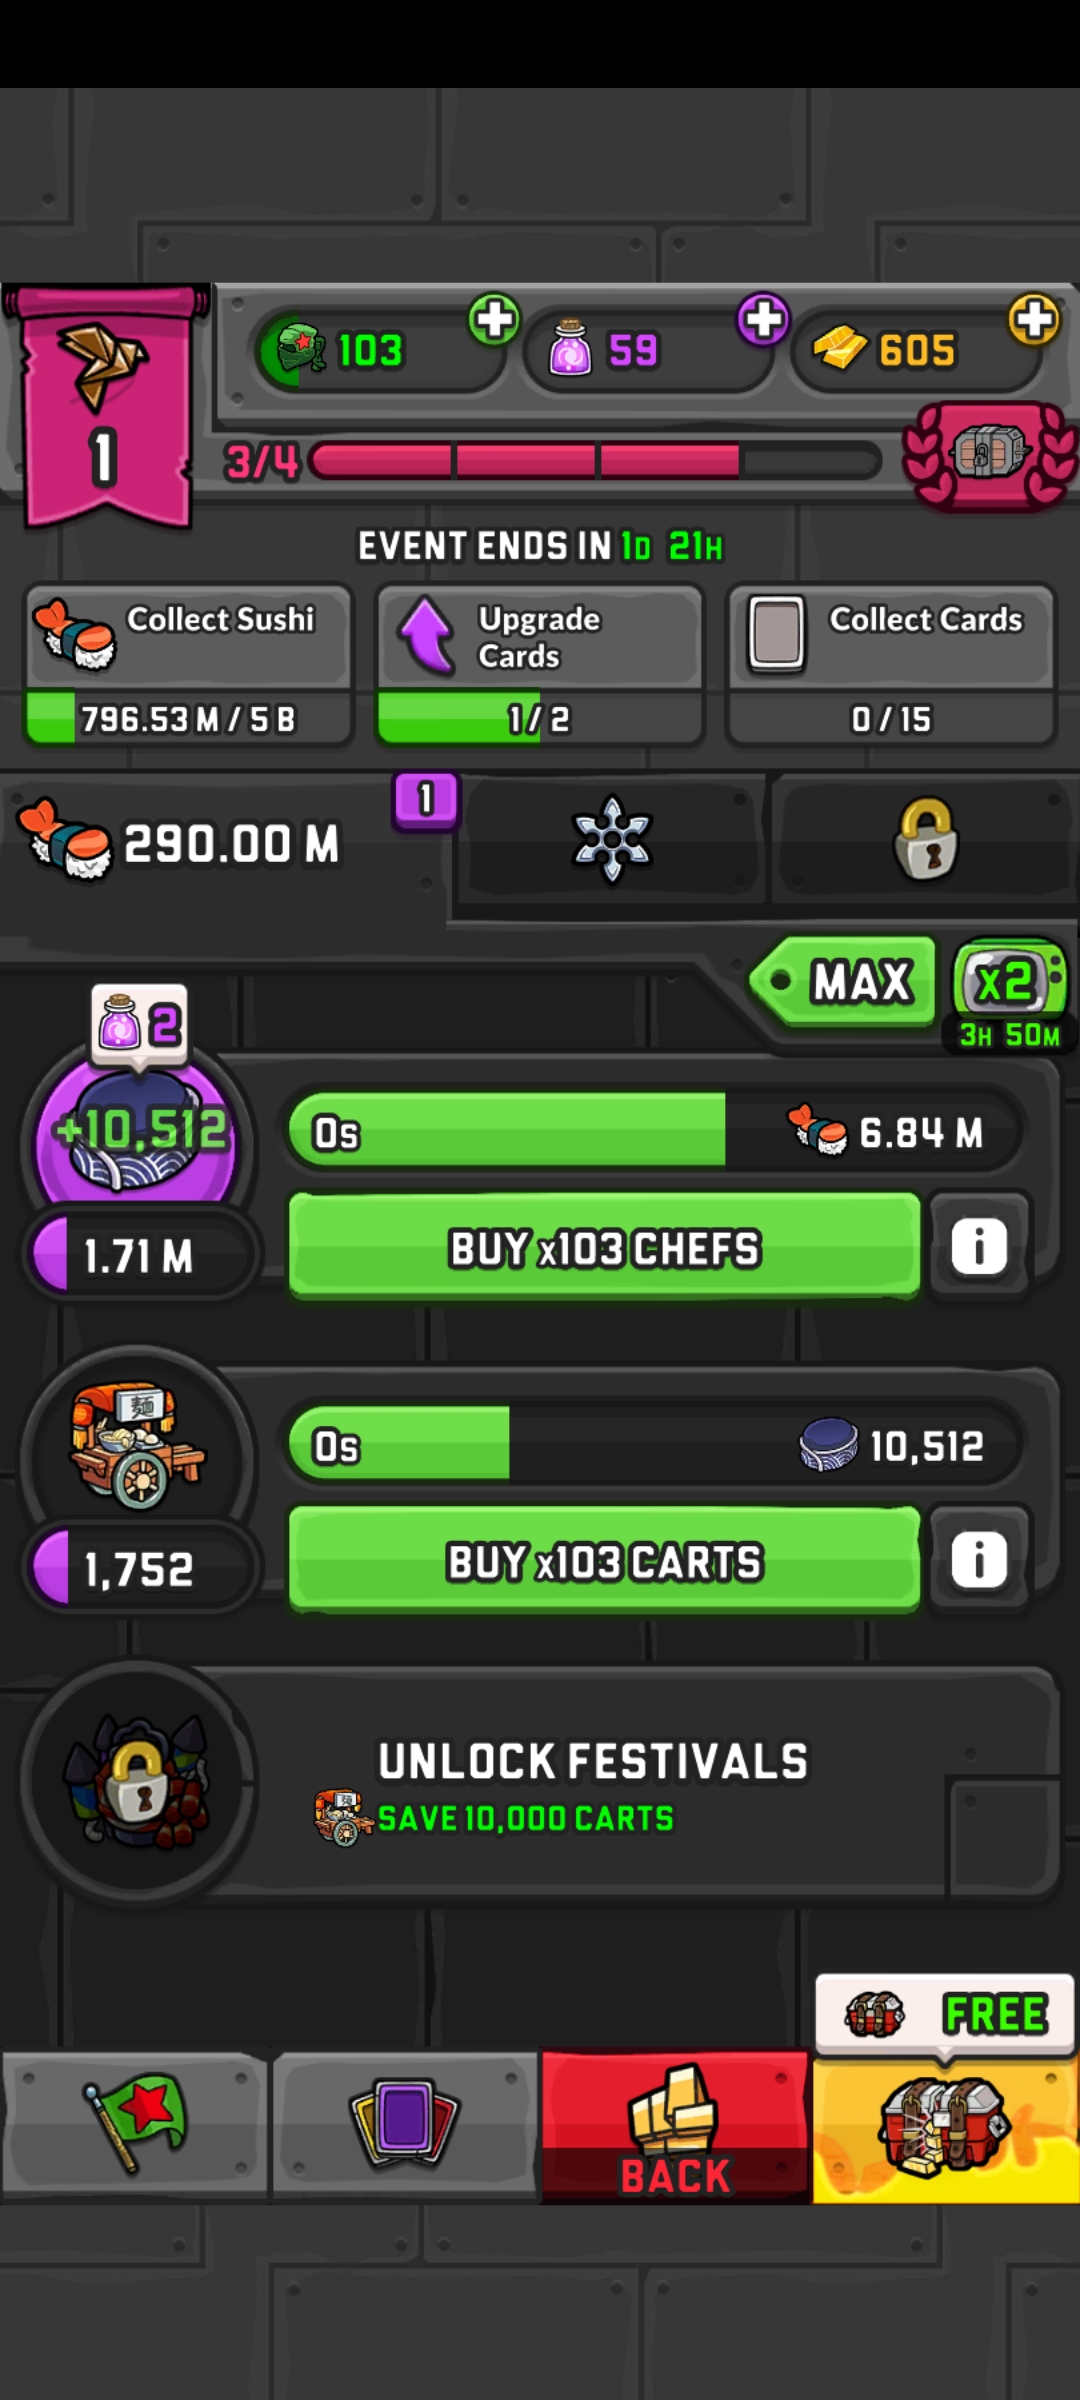 103
59
605
1
3/4
EVENT ENDS IN 1D 21H
Collect Sushi
796.53 M / 5 B
Upgrade
Cards
1 / 2
Collect Cards
0 / 15
290.00 M
1
MAX
x2
3H 50M
2
+10,512
0s
6.84 M
1.71 M
BUY x103 CHEFS
i
麺
0s
10,512
1,752
BUY x103 CARTS
i
UNLOCK FESTIVALS
SAVE 10,000 CARTS
FREE
BACK